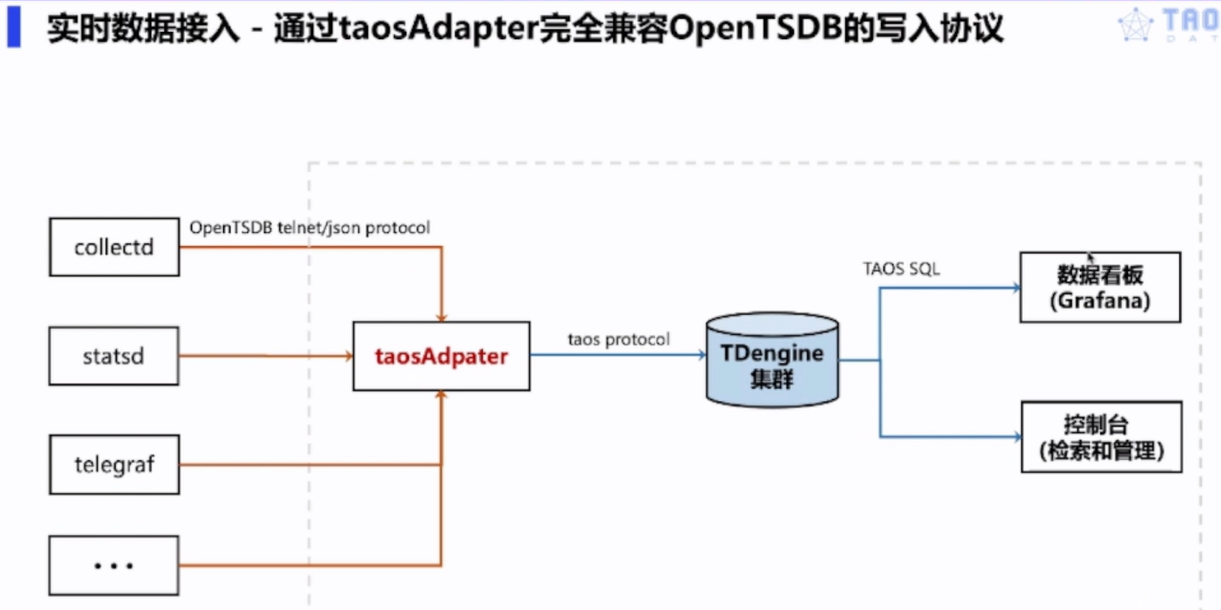 实时数据接入 - 通过taosAdapter完全兼容OpenTSDB的写入协议
TAO
DAT
OpenTSDB telnet/json protocol
collectd
statsd
telegraf
...
taosAdpater
taos protocol
TDengine
集群
TAOS SQL
数据看板
(Grafana)
控制台
(检索和管理)